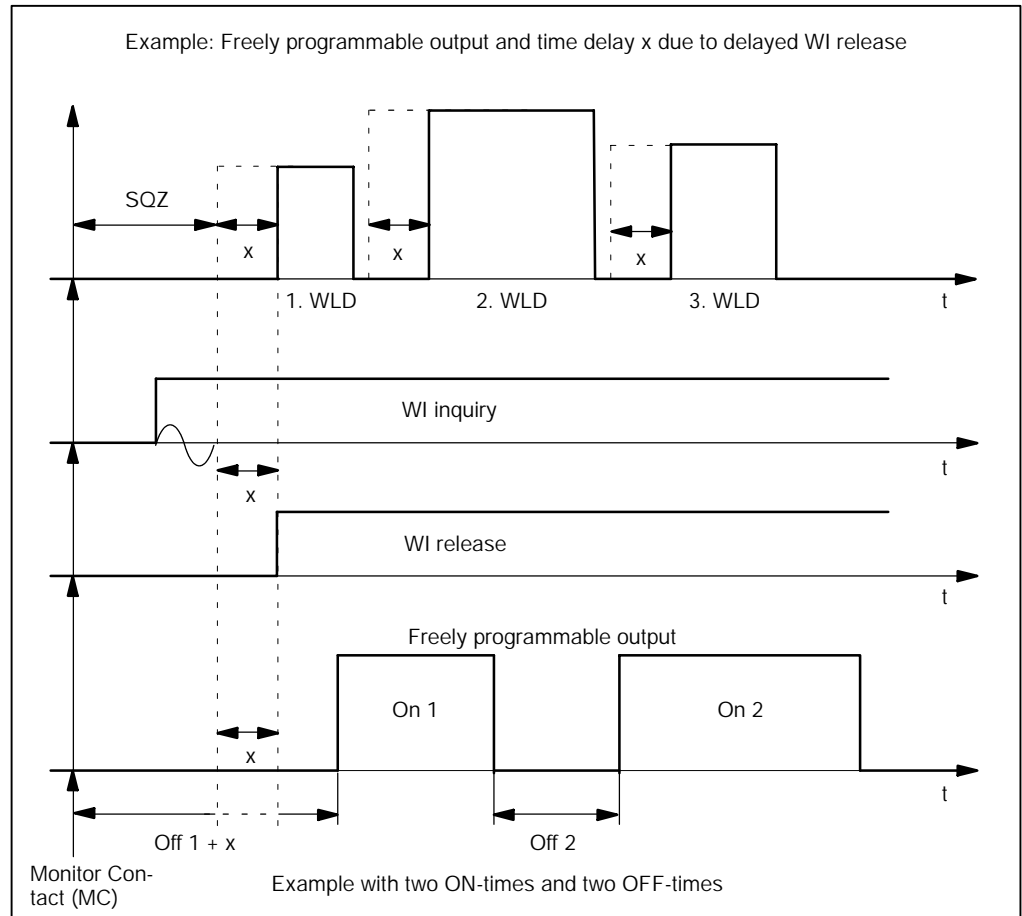 Example: Freely programmable output and time delay x due to delayed WI release
SQZ
x
x
x
1. WLD
2. WLD
3. WLD
t
WI inquiry
t
x
WI release
t
Freely programmable output
On 1
On 2
x
t
Off 1 + x
Off 2
Monitor Con-
tact (MC)
Example with two ON-times and two OFF-times